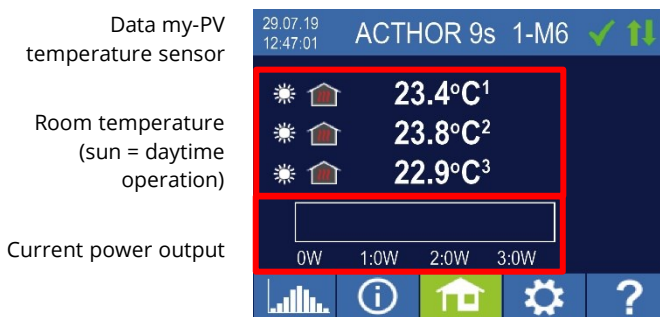 Data my-PV
temperature sensor
Room temperature
(sun = daytime
operation)
Current power output
29.07.19
12:47:01
ACTHOR 9s 1-M6
23.4°C¹
23.8°C²
22.9°C³
0W 1:0W 2:0W 3:0W
?